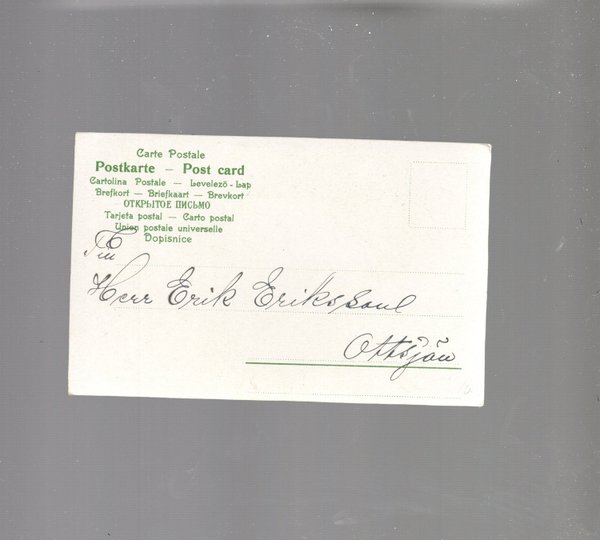 Carte Postale
Postkarte – Post card
Cartolina Postale — Levelező-Lap
Brefkort — Briefkaart — Brevkort
ОТКРЫТОЕ ПИСЬМО
Tarjeta postal — Carto postal
Union postale universelle
Dopisnice
Till
Herr Erik Erikssonl
Ottsjön